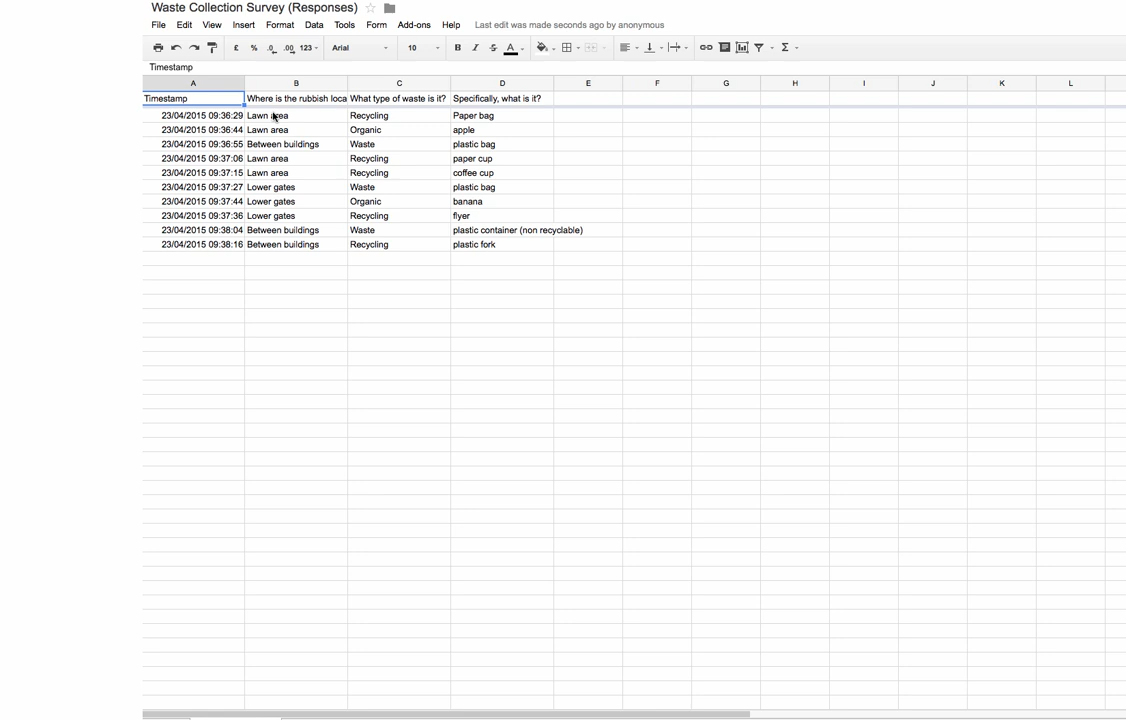 Waste Collection Survey (Responses)
File Edit View Insert Format Data Tools Form Add-ons Help Last edit was made seconds ago by anonymous
£ % .0 .00 123 Arial 10 B I S A Σ
Timestamp
A B C D E F G H I J K L
Timestamp Where is the rubbish loca What type of waste is it? Specifically, what is it?
23/04/2015 09:36:29 Lawn area Recycling Paper bag
23/04/2015 09:36:44 Lawn area Organic apple
23/04/2015 09:36:55 Between buildings Waste plastic bag
23/04/2015 09:37:06 Lawn area Recycling paper cup
23/04/2015 09:37:15 Lawn area Recycling coffee cup
23/04/2015 09:37:27 Lower gates Waste plastic bag
23/04/2015 09:37:44 Lower gates Organic banana
23/04/2015 09:37:36 Lower gates Recycling flyer
23/04/2015 09:38:04 Between buildings Waste plastic container (non recyclable)
23/04/2015 09:38:16 Between buildings Recycling plastic fork